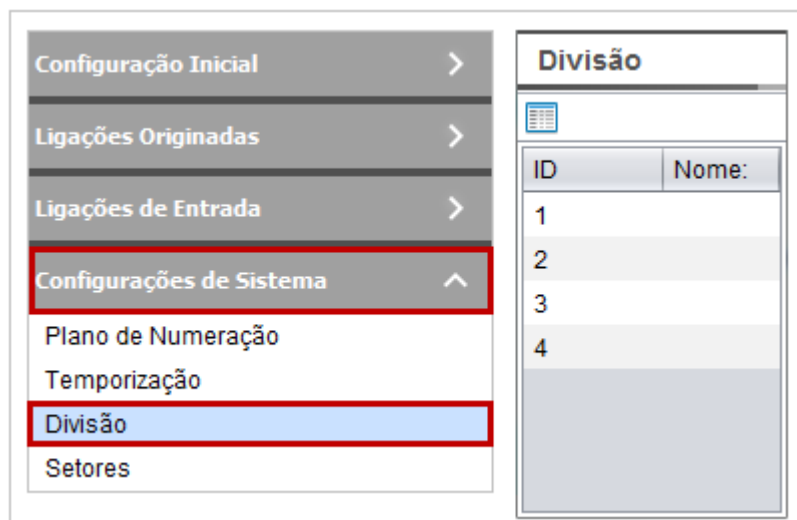 Configuração Inicial
Ligações Originadas
Ligações de Entrada
Configurações de Sistema
Plano de Numeração
Temporização
Divisão
Setores
Divisão
ID Nome:
1
2
3
4